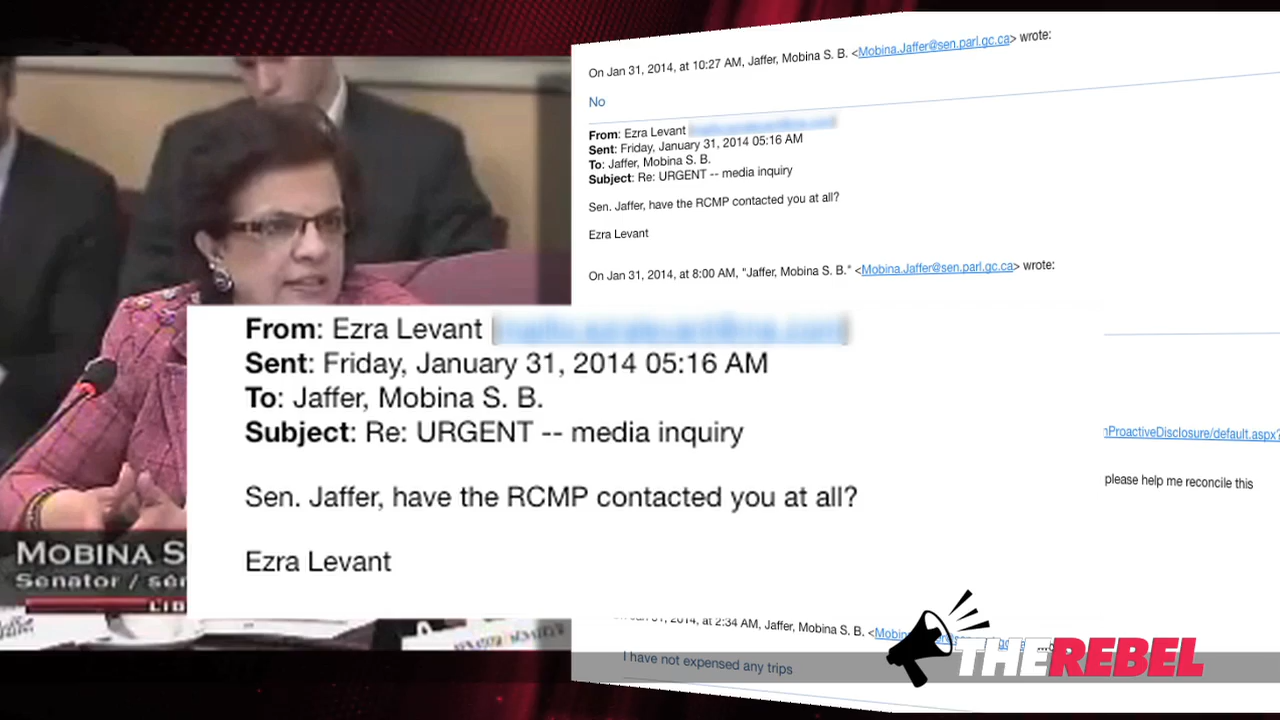 On Jan 31, 2014, at 10:27 AM, Jaffer, Mobina S. B. <Mobina.Jaffer@sen.parl.gc.ca> wrote:
No
From: Ezra Levant
Sent: Friday, January 31, 2014 05:16 AM
To: Jaffer, Mobina S. B.
Subject: Re: URGENT -- media inquiry
Sen. Jaffer, have the RCMP contacted you at all?
Ezra Levant
On Jan 31, 2014, at 8:00 AM, "Jaffer, Mobina S. B." <Mobina.Jaffer@sen.parl.gc.ca> wrote:
From: Ezra Levant
Sent: Friday, January 31, 2014 05:16 AM
To: Jaffer, Mobina S. B.
Subject: Re: URGENT -- media inquiry
Sen. Jaffer, have the RCMP contacted you at all?
Ezra Levant
nProactiveDisclosure/default.aspx?
please help me reconcile this
MOBINA S
Senator / sén
LIB
2014, at 2:34 AM, Jaffer, Mobina S. B.
I have not expensed any trips
THEREBEL